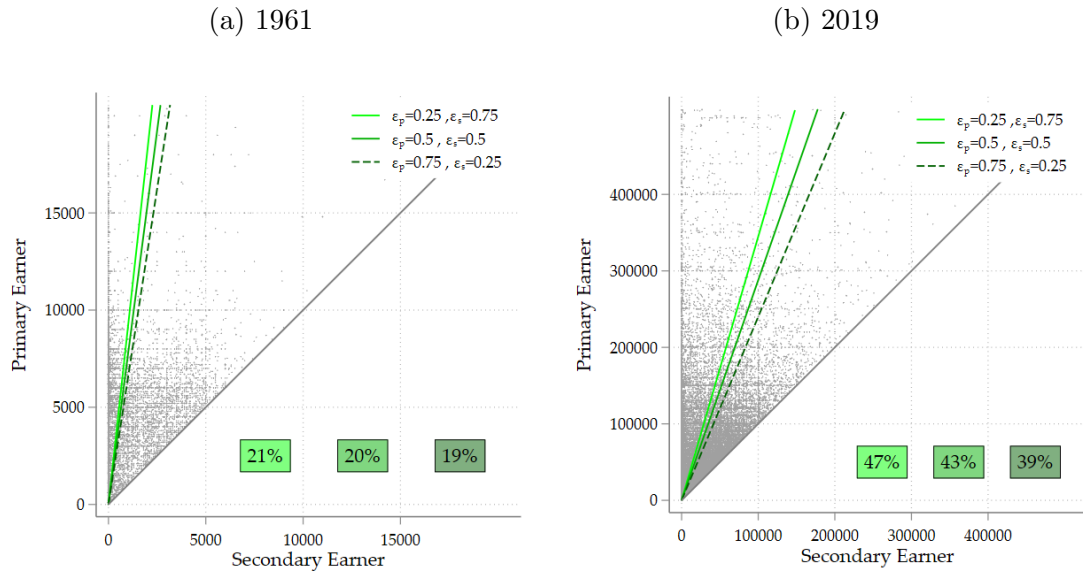 (a) 1961
(b) 2019
εp=0.25 ,εs=0.75
εp=0.5 , εs=0.5
εp=0.75 , εs=0.25
15000
10000
5000
0
Primary Earner
21%
20%
19%
0
5000
10000
15000
Secondary Earner
εp=0.25 ,εs=0.75
εp=0.5 , εs=0.5
εp=0.75 , εs=0.25
400000
300000
200000
100000
0
Primary Earner
47%
43%
39%
0
100000
200000
300000
400000
Secondary Earner